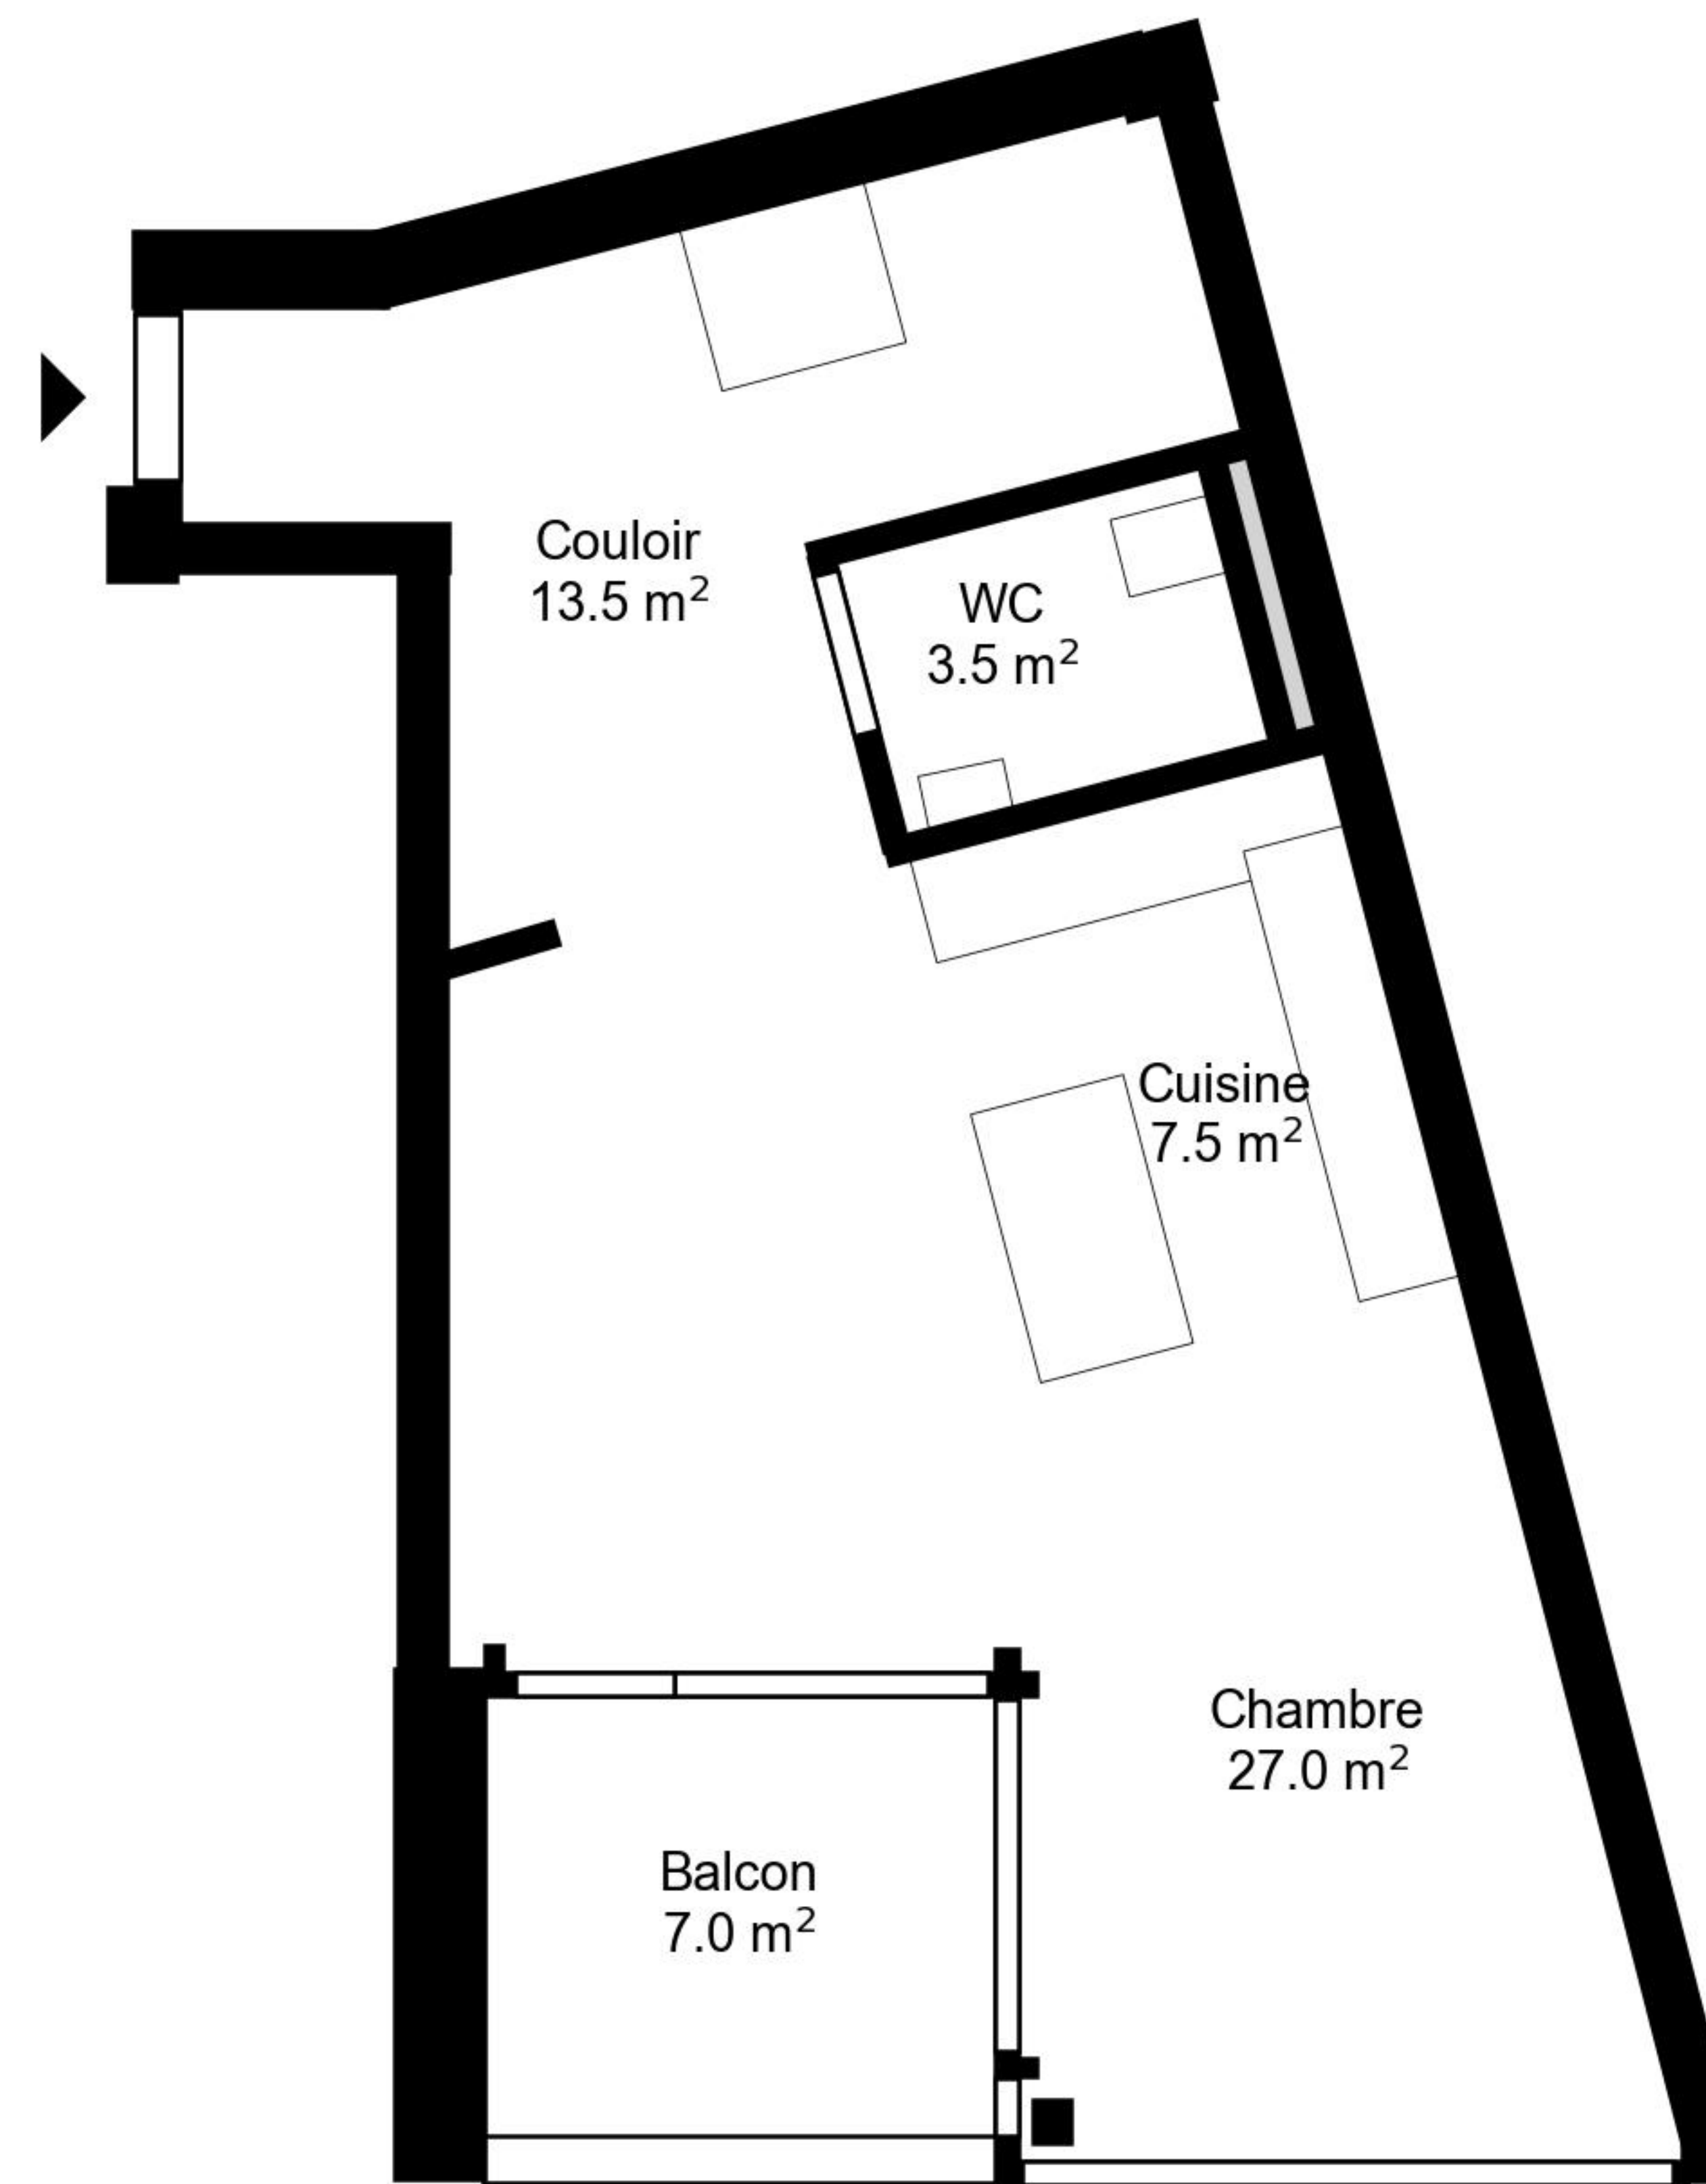 Couloir
13.5 m²
WC
3.5 m²
Cuisine
7.5 m²
Chambre
27.0 m²
Balcon
7.0 m²